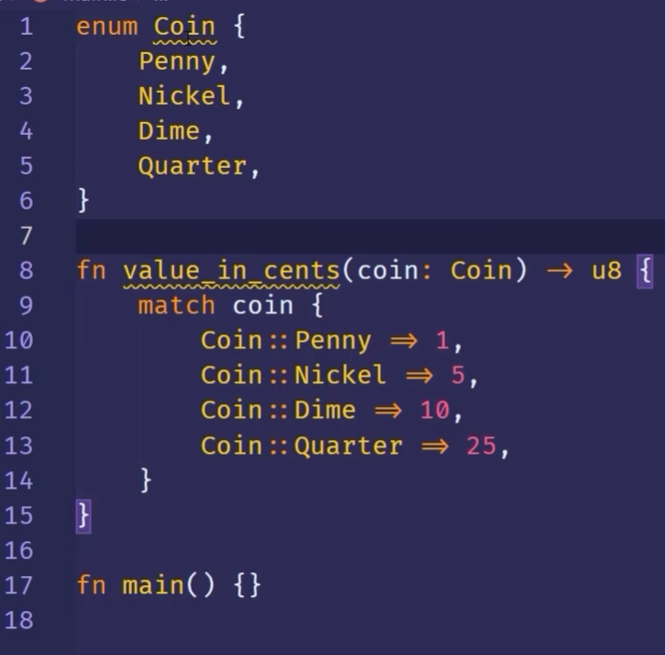 1 enum Coin {
2     Penny,
3     Nickel,
4     Dime,
5     Quarter,
6 }
7
8 fn value_in_cents(coin: Coin) -> u8 {
9     match coin {
10         Coin::Penny => 1,
11         Coin::Nickel => 5,
12         Coin::Dime => 10,
13         Coin::Quarter => 25,
14     }
15 }
16
17 fn main() {}
18